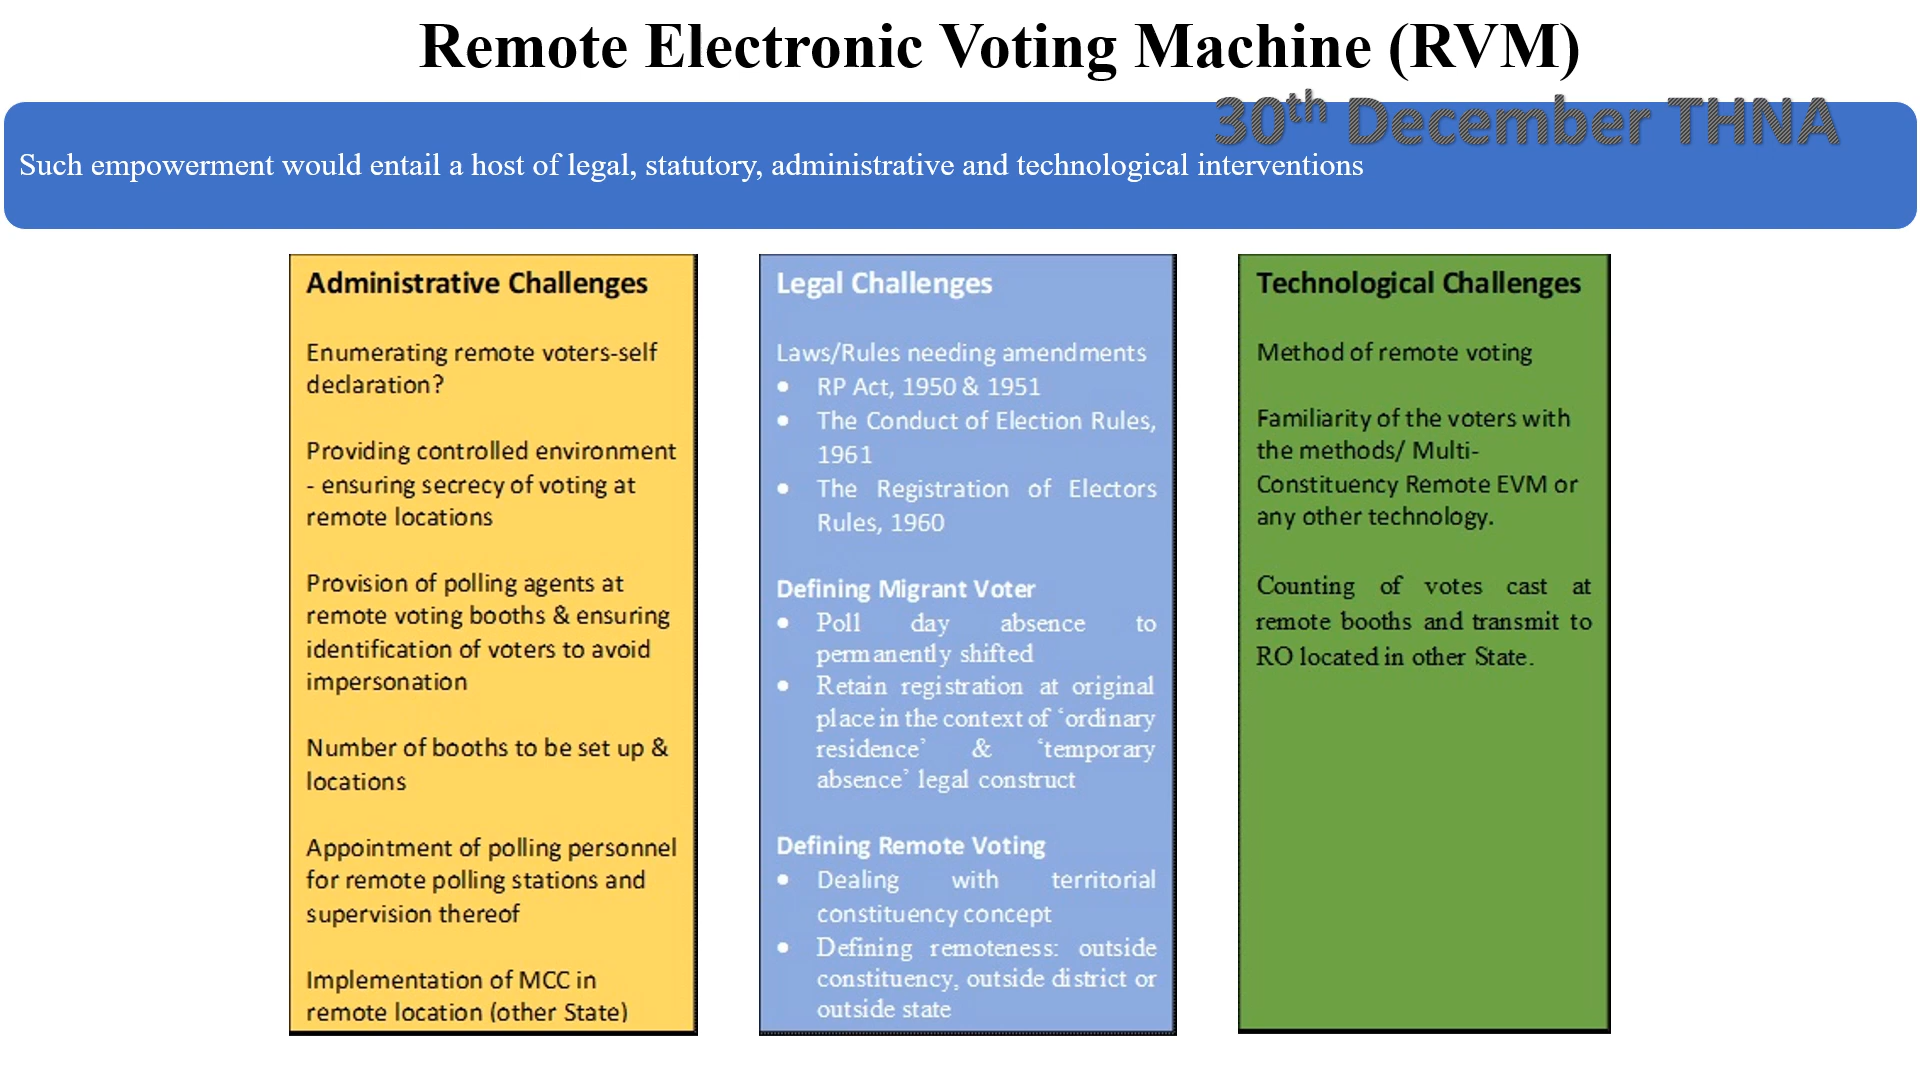 Remote Electronic Voting Machine (RVM)
30th December THNA
Such empowerment would entail a host of legal, statutory, administrative and technological interventions
Administrative Challenges
Enumerating remote voters-self
declaration?
Providing controlled environment
- ensuring secrecy of voting at
remote locations
Provision of polling agents at
remote voting booths & ensuring
identification of voters to avoid
impersonation
Number of booths to be set up &
locations
Appointment of polling personnel
for remote polling stations and
supervision thereof
Implementation of MCC in
remote location (other State)
Legal Challenges
Laws/Rules needing amendments
• RP Act, 1950 & 1951
• The Conduct of Election Rules,
1961
• The Registration of Electors
Rules, 1960
Defining Migrant Voter
• Poll day absence to
permanently shifted
• Retain registration at original
place in the context of ‘ordinary
residence’ & ‘temporary
absence’ legal construct
Defining Remote Voting
• Dealing with territorial
constituency concept
• Defining remoteness: outside
constituency, outside district or
outside state
Technological Challenges
Method of remote voting
Familiarity of the voters with
the methods/ Multi-
Constituency Remote EVM or
any other technology.
Counting of votes cast at
remote booths and transmit to
RO located in other State.